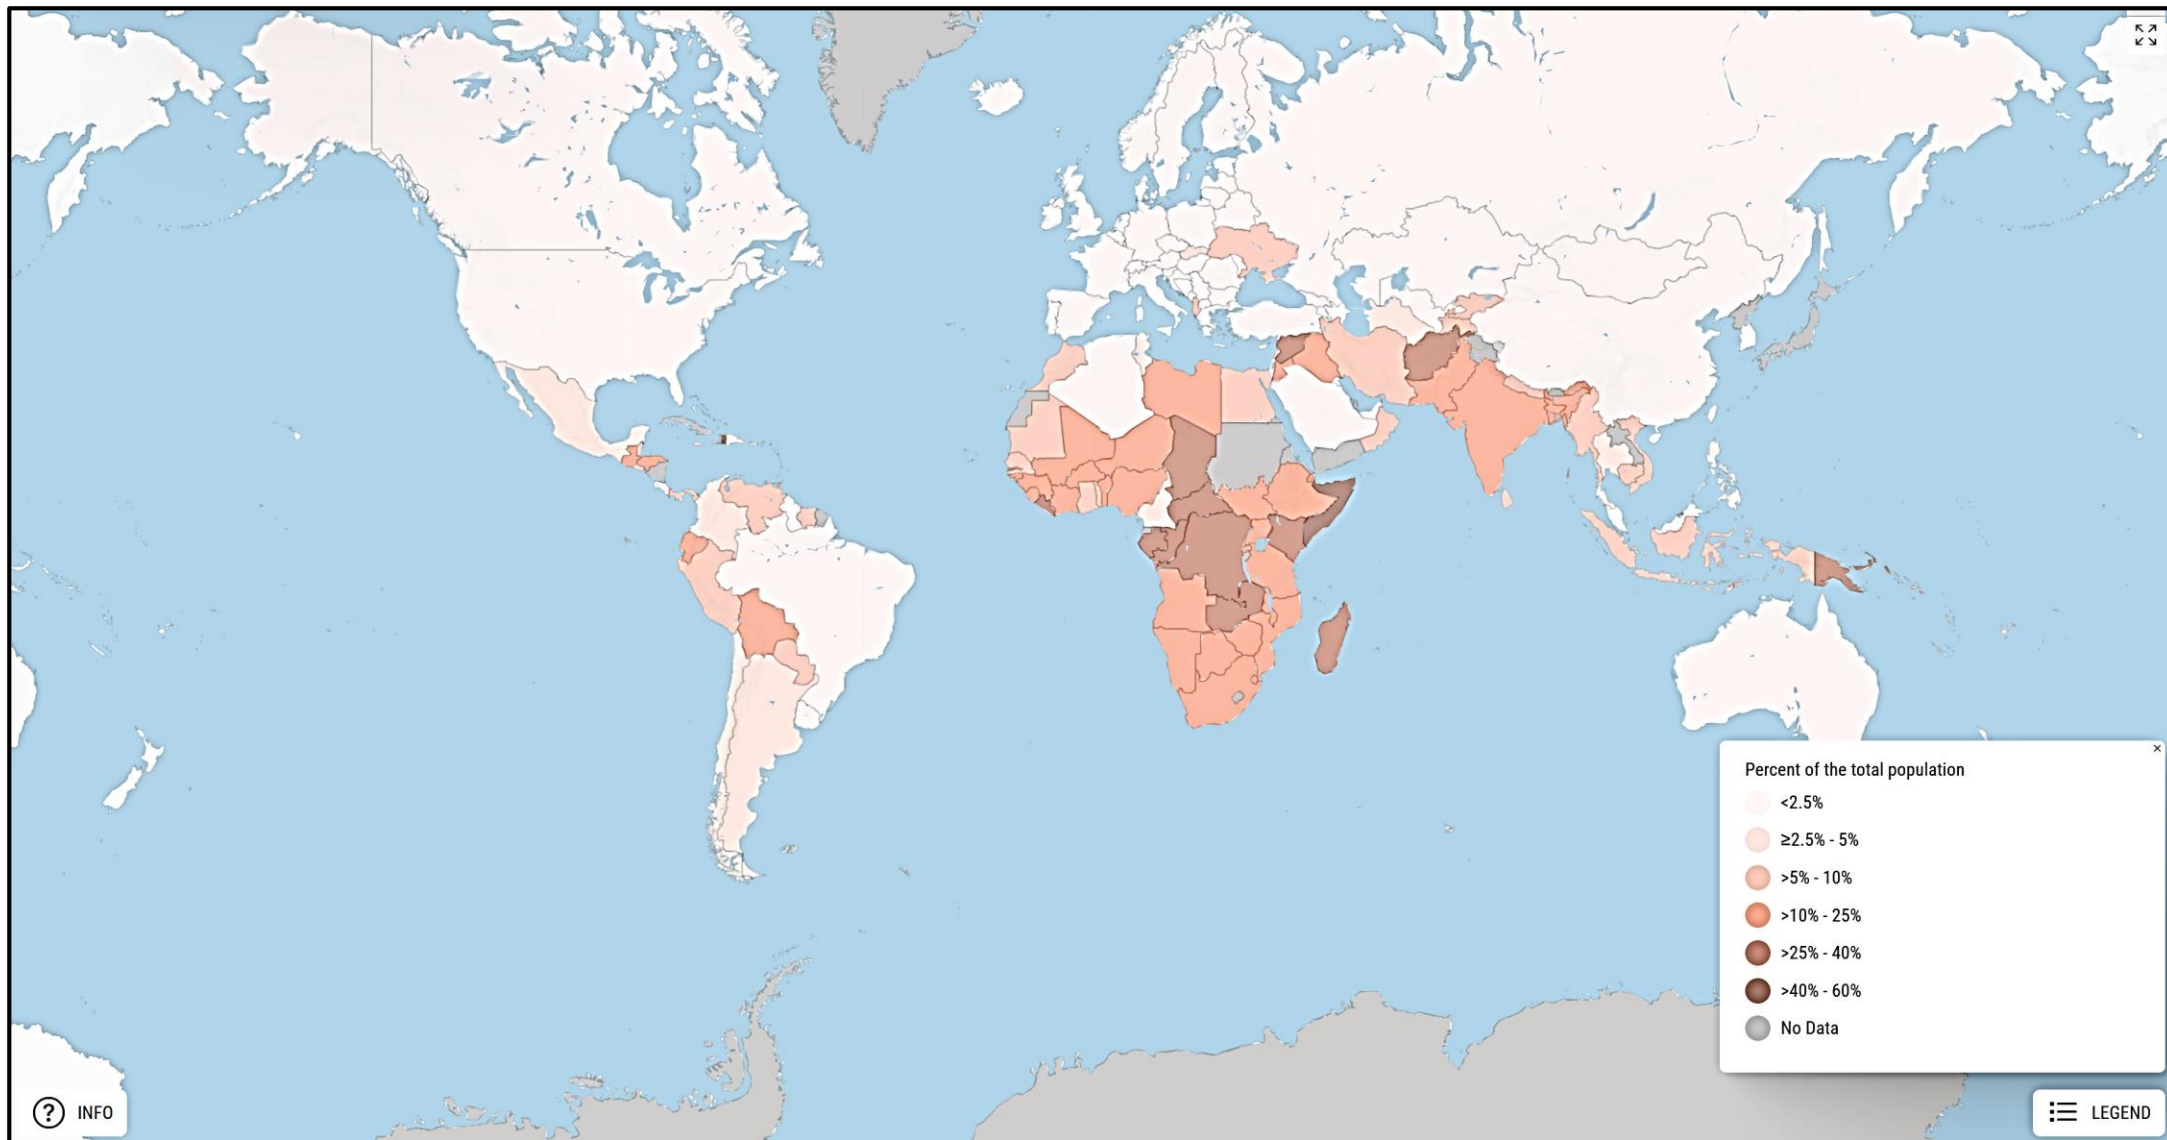 ×
Percent of the total population
<2.5%
≥2.5% - 5%
>5% - 10%
>10% - 25%
>25% - 40%
>40% - 60%
No Data
? INFO
LEGEND